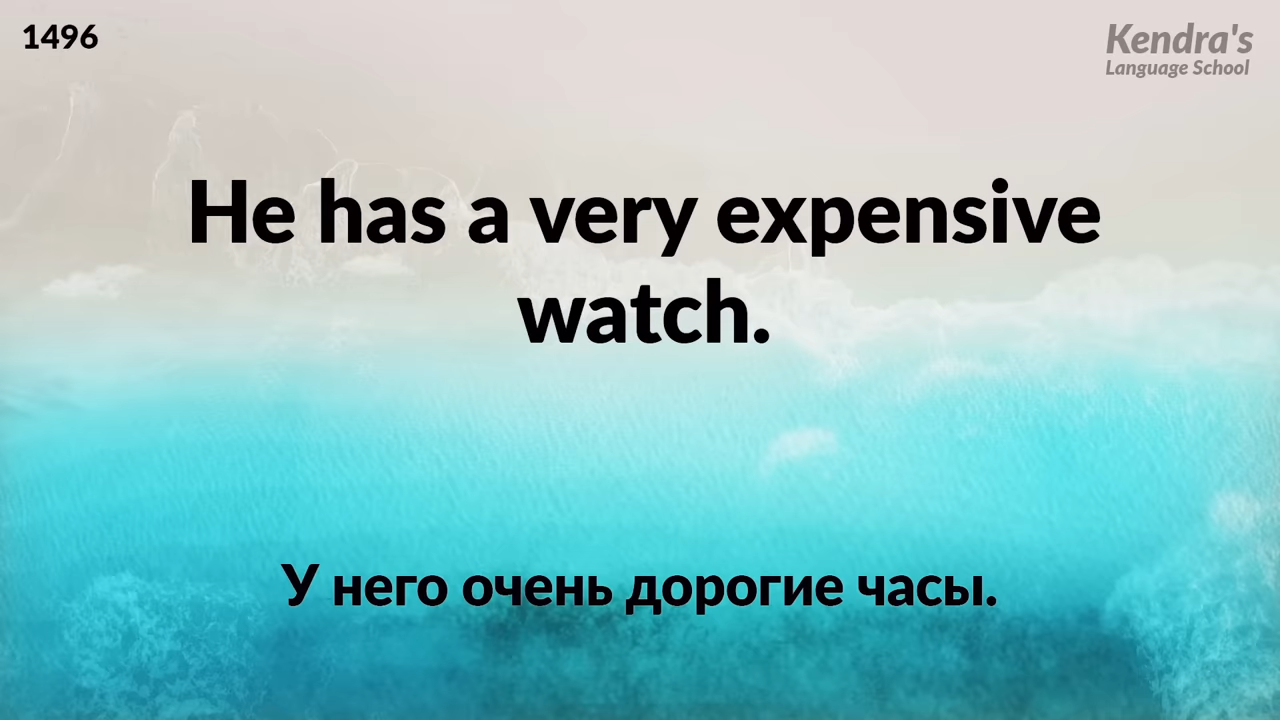 1496
Kendra's
Language School
He has a very expensive
watch.
У него очень дорогие часы.